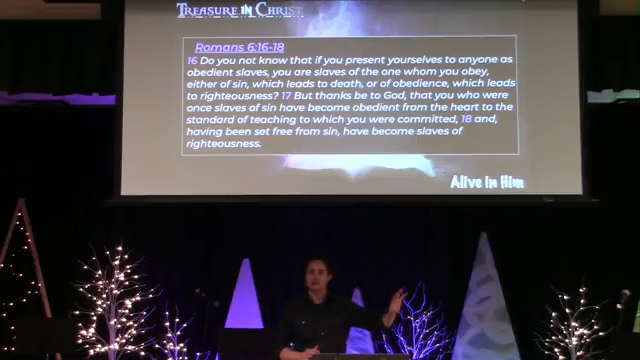 TREASURE IN CHRIST
Romans 6:16-18
16 Do you not know that if you present yourselves to anyone as
obedient slaves, you are slaves of the one whom you obey,
either of sin, which leads to death, or of obedience, which leads
to righteousness? 17 But thanks be to God, that you who were
once slaves of sin have become obedient from the heart to the
standard of teaching to which you were committed, 18 and,
having been set free from sin, have become slaves of
righteousness.
Alive in Him